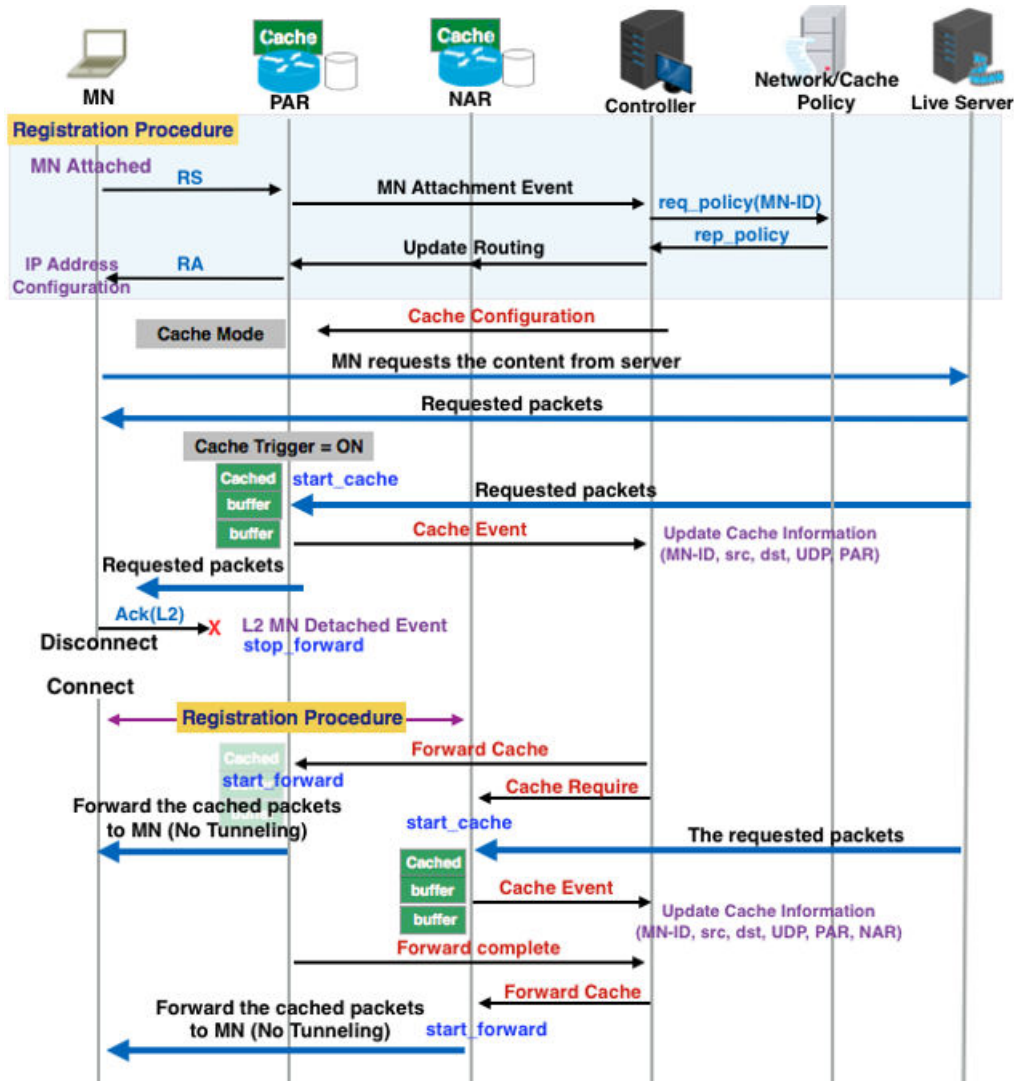 Cache
Cache
MN
PAR
NAR
Controller
Network/Cache
Policy
Live Server
Registration Procedure
MN Attached
RS
MN Attachment Event
req_policy(MN-ID)
rep_policy
Update Routing
IP Address
Configuration
RA
Cache Configuration
Cache Mode
MN requests the content from server
Requested packets
Cache Trigger = ON
Cached
buffer
buffer
start_cache
Requested packets
Cache Event
Update Cache Information
(MN-ID, src, dst, UDP, PAR)
Requested packets
Ack(L2)
X
L2 MN Detached Event
stop_forward
Disconnect
Connect
Registration Procedure
Forward Cache
Cached
start_forward
buffer
Cache Require
Forward the cached packets
to MN (No Tunneling)
start_cache
The requested packets
Cached
buffer
buffer
Cache Event
Update Cache Information
(MN-ID, src, dst, UDP, PAR, NAR)
Forward complete
Forward Cache
Forward the cached packets
to MN (No Tunneling)
start_forward